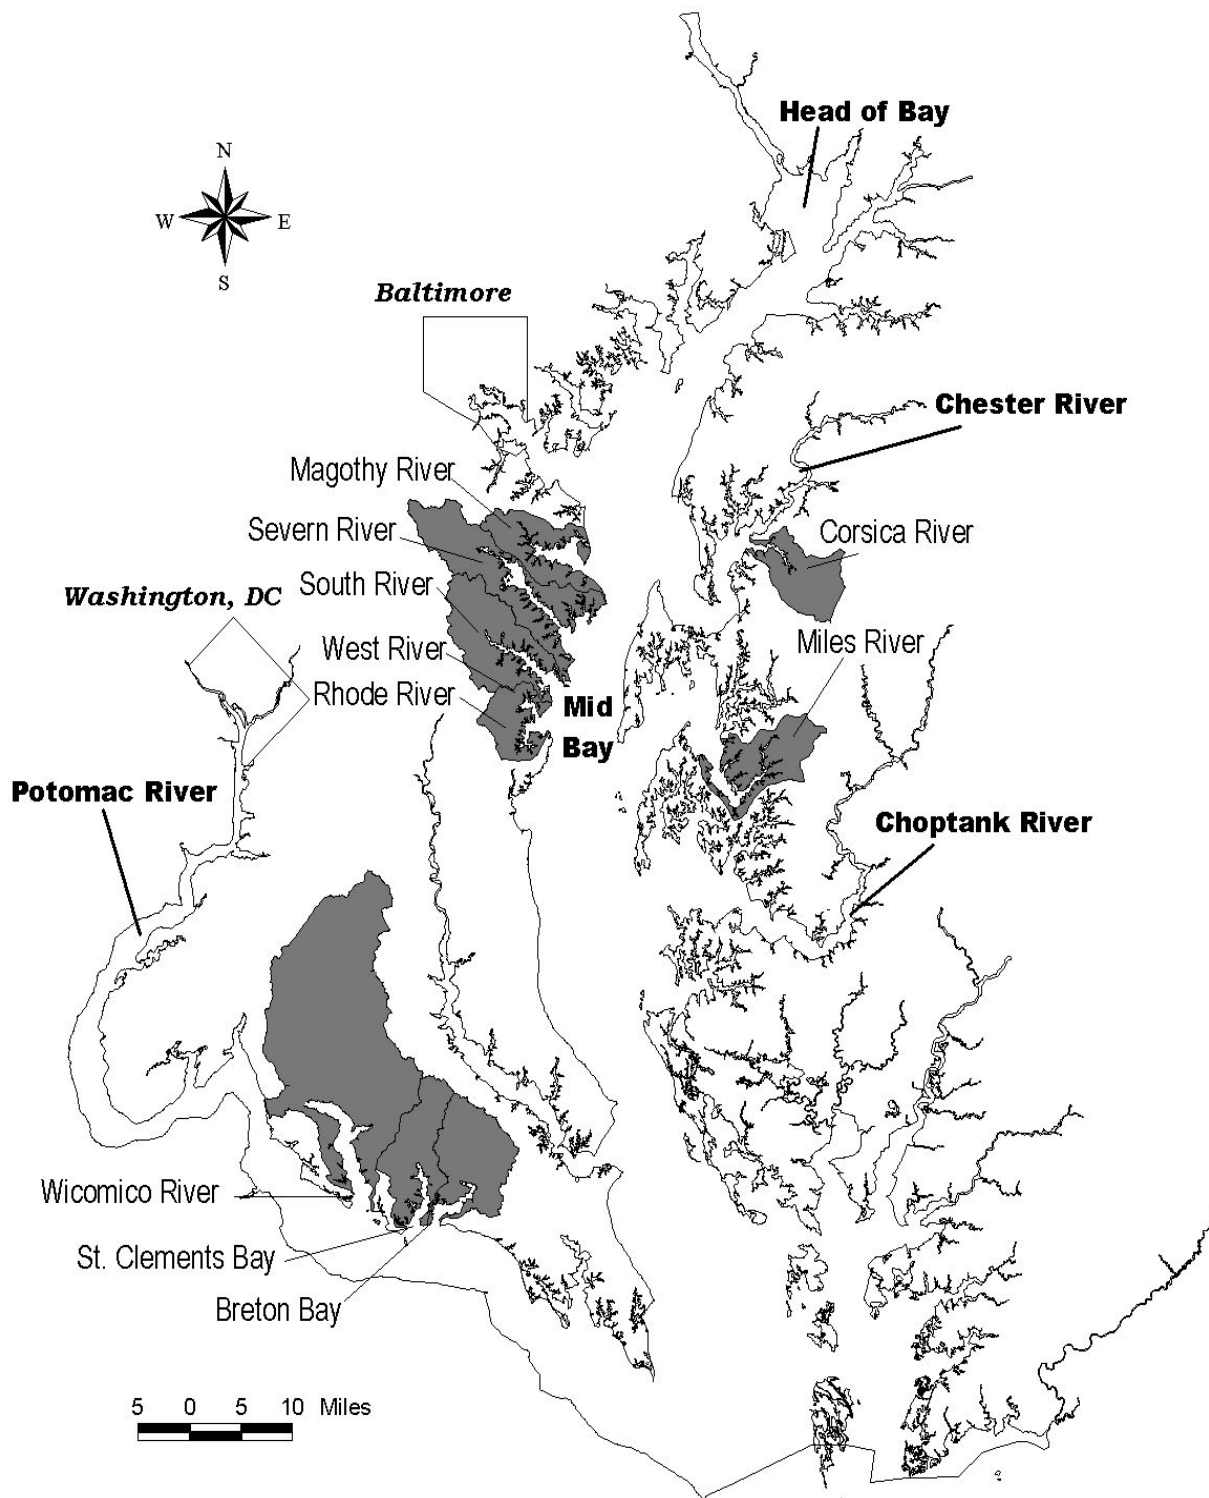 Head of Bay
N
W E
S
Baltimore
Chester River
Magothy River
Severn River
Corsica River
South River
Washington, DC
West River
Miles River
Rhode River
Mid
Bay
Potomac River
Choptank River
Wicomico River
St. Clements Bay
Breton Bay
5 0 5 10 Miles